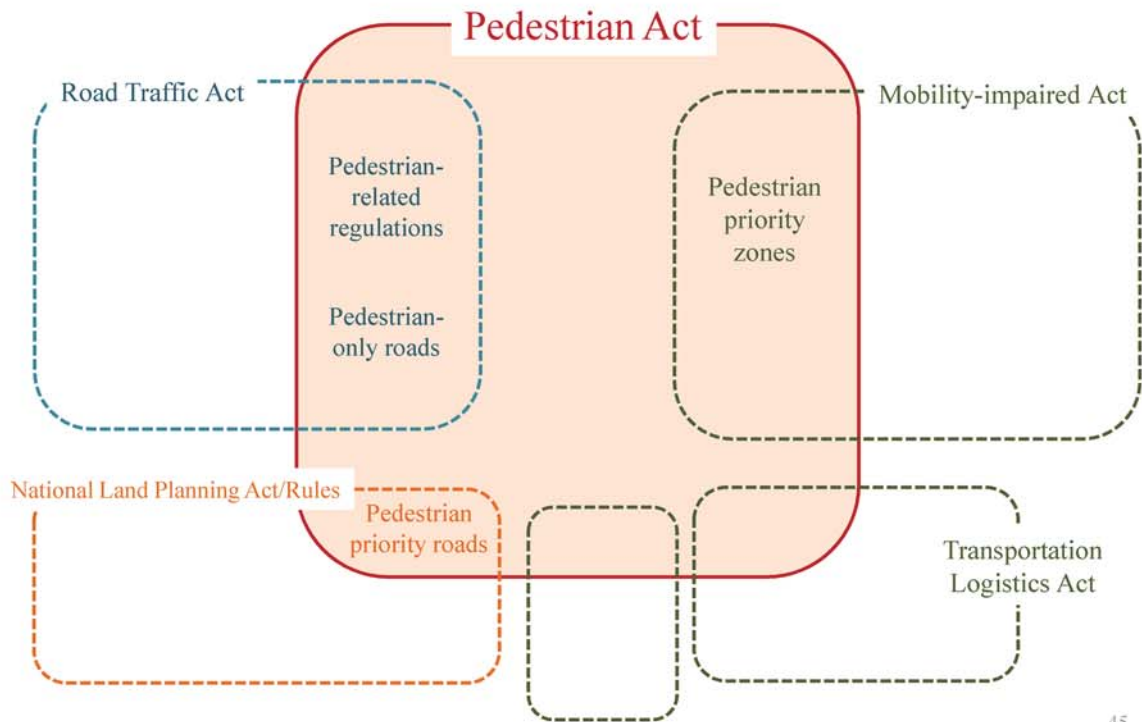 Pedestrian Act
Road Traffic Act
Mobility-impaired Act
Pedestrian-
related
regulations
Pedestrian
priority
zones
Pedestrian-
only roads
National Land Planning Act/Rules
Pedestrian
priority roads
Transportation
Logistics Act
45